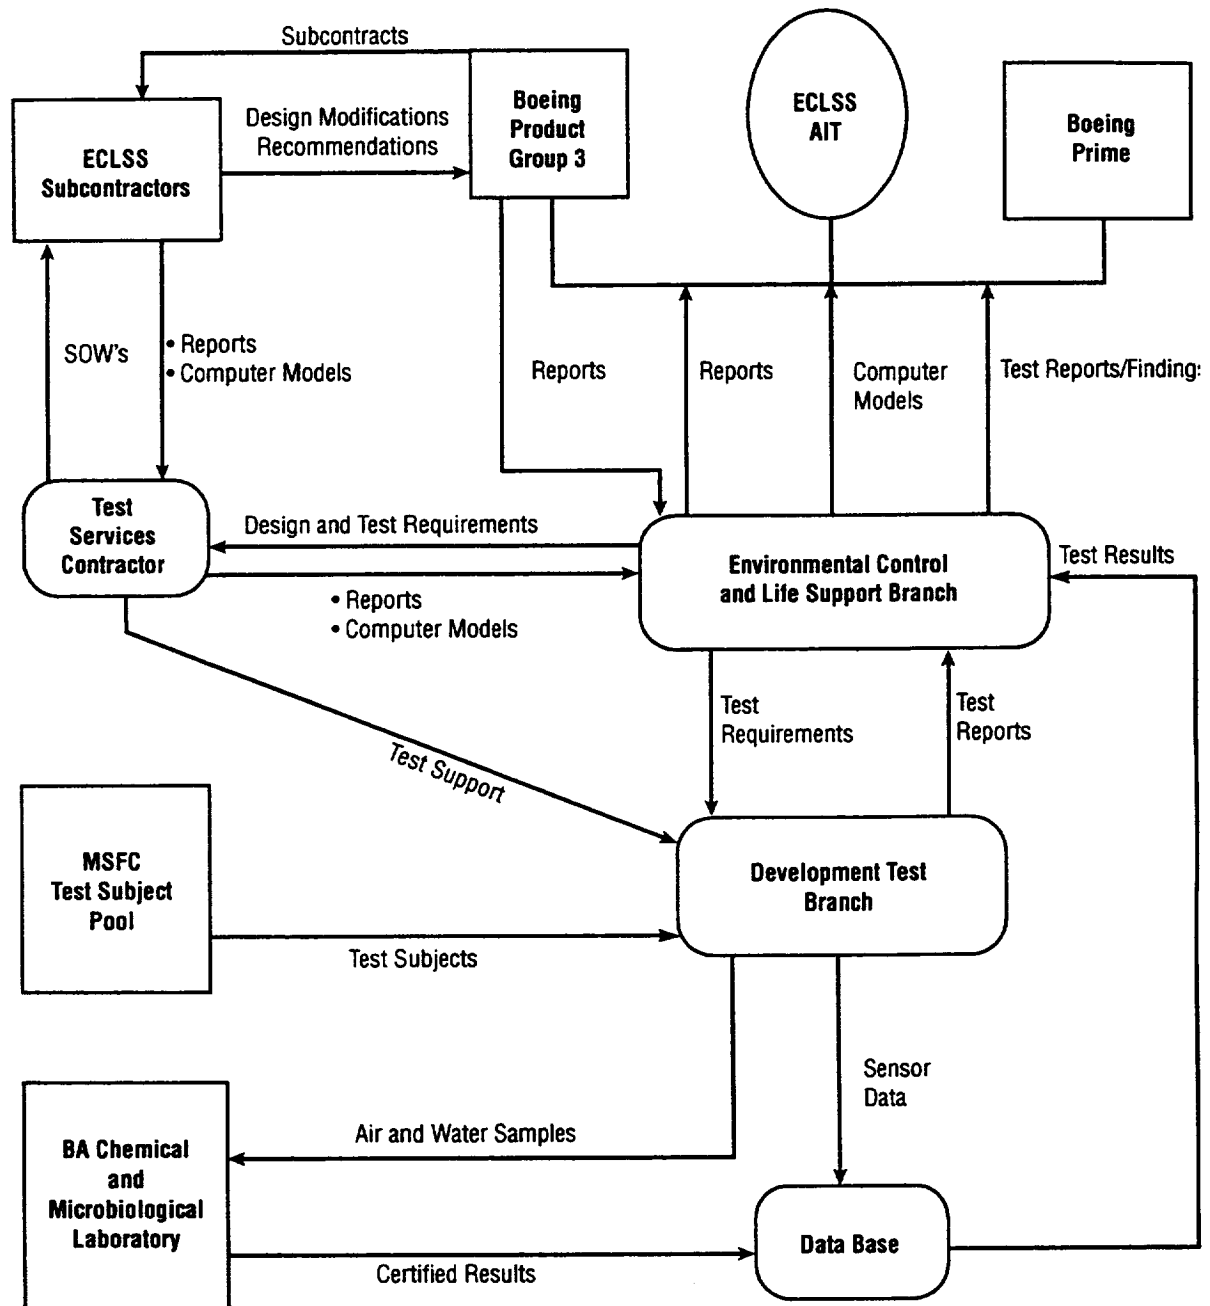 Subcontracts
Boeing
Product
Group 3
ECLSS
AIT
Boeing
Prime
Design Modifications
Recommendations
ECLSS
Subcontractors
SOW's
• Reports
• Computer Models
Reports
Reports
Computer
Models
Test Reports/Finding:
Test
Services
Contractor
Design and Test Requirements
Environmental Control
and Life Support Branch
Test Results
• Reports
• Computer Models
Test
Requirements
Test
Reports
Test Support
MSFC
Test Subject
Pool
Development Test
Branch
Test Subjects
Sensor
Data
Air and Water Samples
BA Chemical
and
Microbiological
Laboratory
Data Base
Certified Results